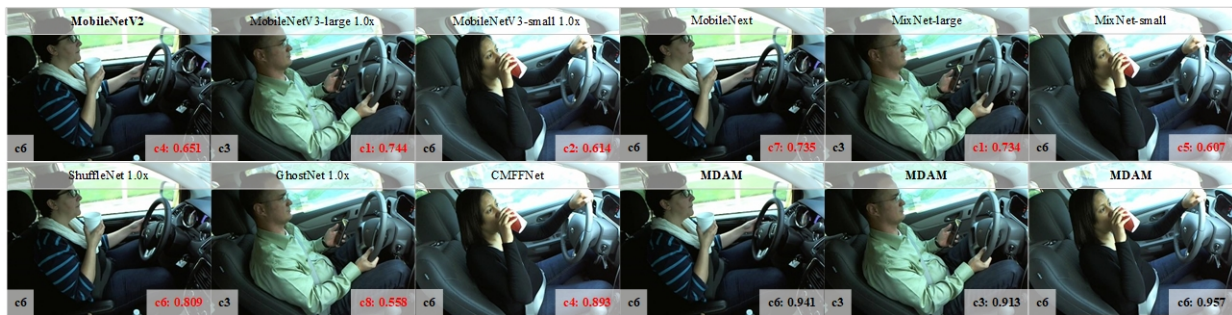 MobileNetV2 MobileNetV3-large 1.0x MobileNetV3-small 1.0x MobileNext MixNet-large MixNet-small
c6 c4: 0.651 c3 c1: 0.744 c6 c2: 0.614 c6 c7: 0.735 c3 c1: 0.734 c6 c5: 0.607
ShuffleNet 1.0x GhostNet 1.0x CMFFNet MDAM MDAM MDAM
c6 c6: 0.809 c3 c8: 0.558 c6 c4: 0.893 c6 c6: 0.941 c3 c3: 0.913 c6 c6: 0.957